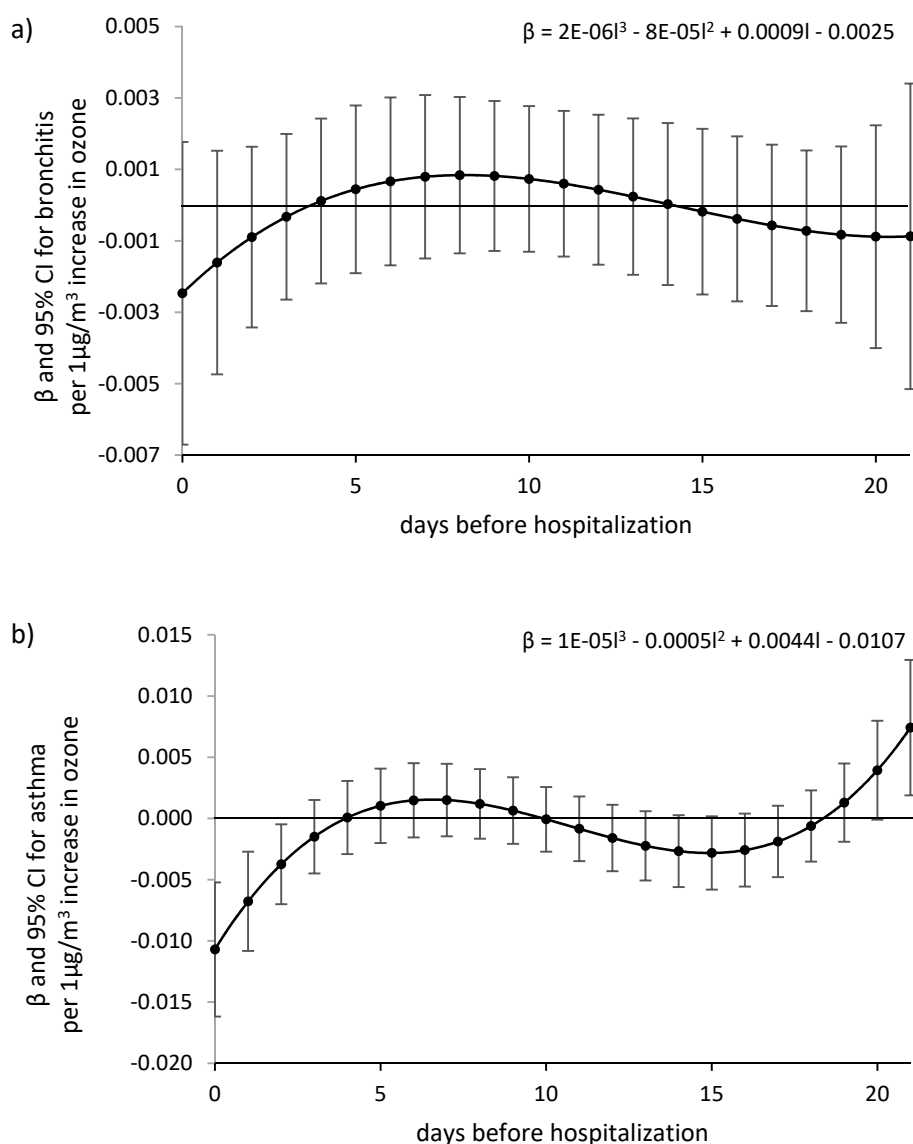 a)
β = 2E-06l³ - 8E-05l² + 0.0009l - 0.0025
β and 95% CI for bronchitis
per 1µg/m³ increase in ozone
0.005
0.003
0.001
-0.001
-0.003
-0.005
-0.007
0 5 10 15 20
days before hospitalization
b)
β = 1E-05l³ - 0.0005l² + 0.0044l - 0.0107
β and 95% CI for asthma
per 1µg/m³ increase in ozone
0.015
0.010
0.005
0.000
-0.005
-0.010
-0.015
-0.020
0 5 10 15 20
days before hospitalization